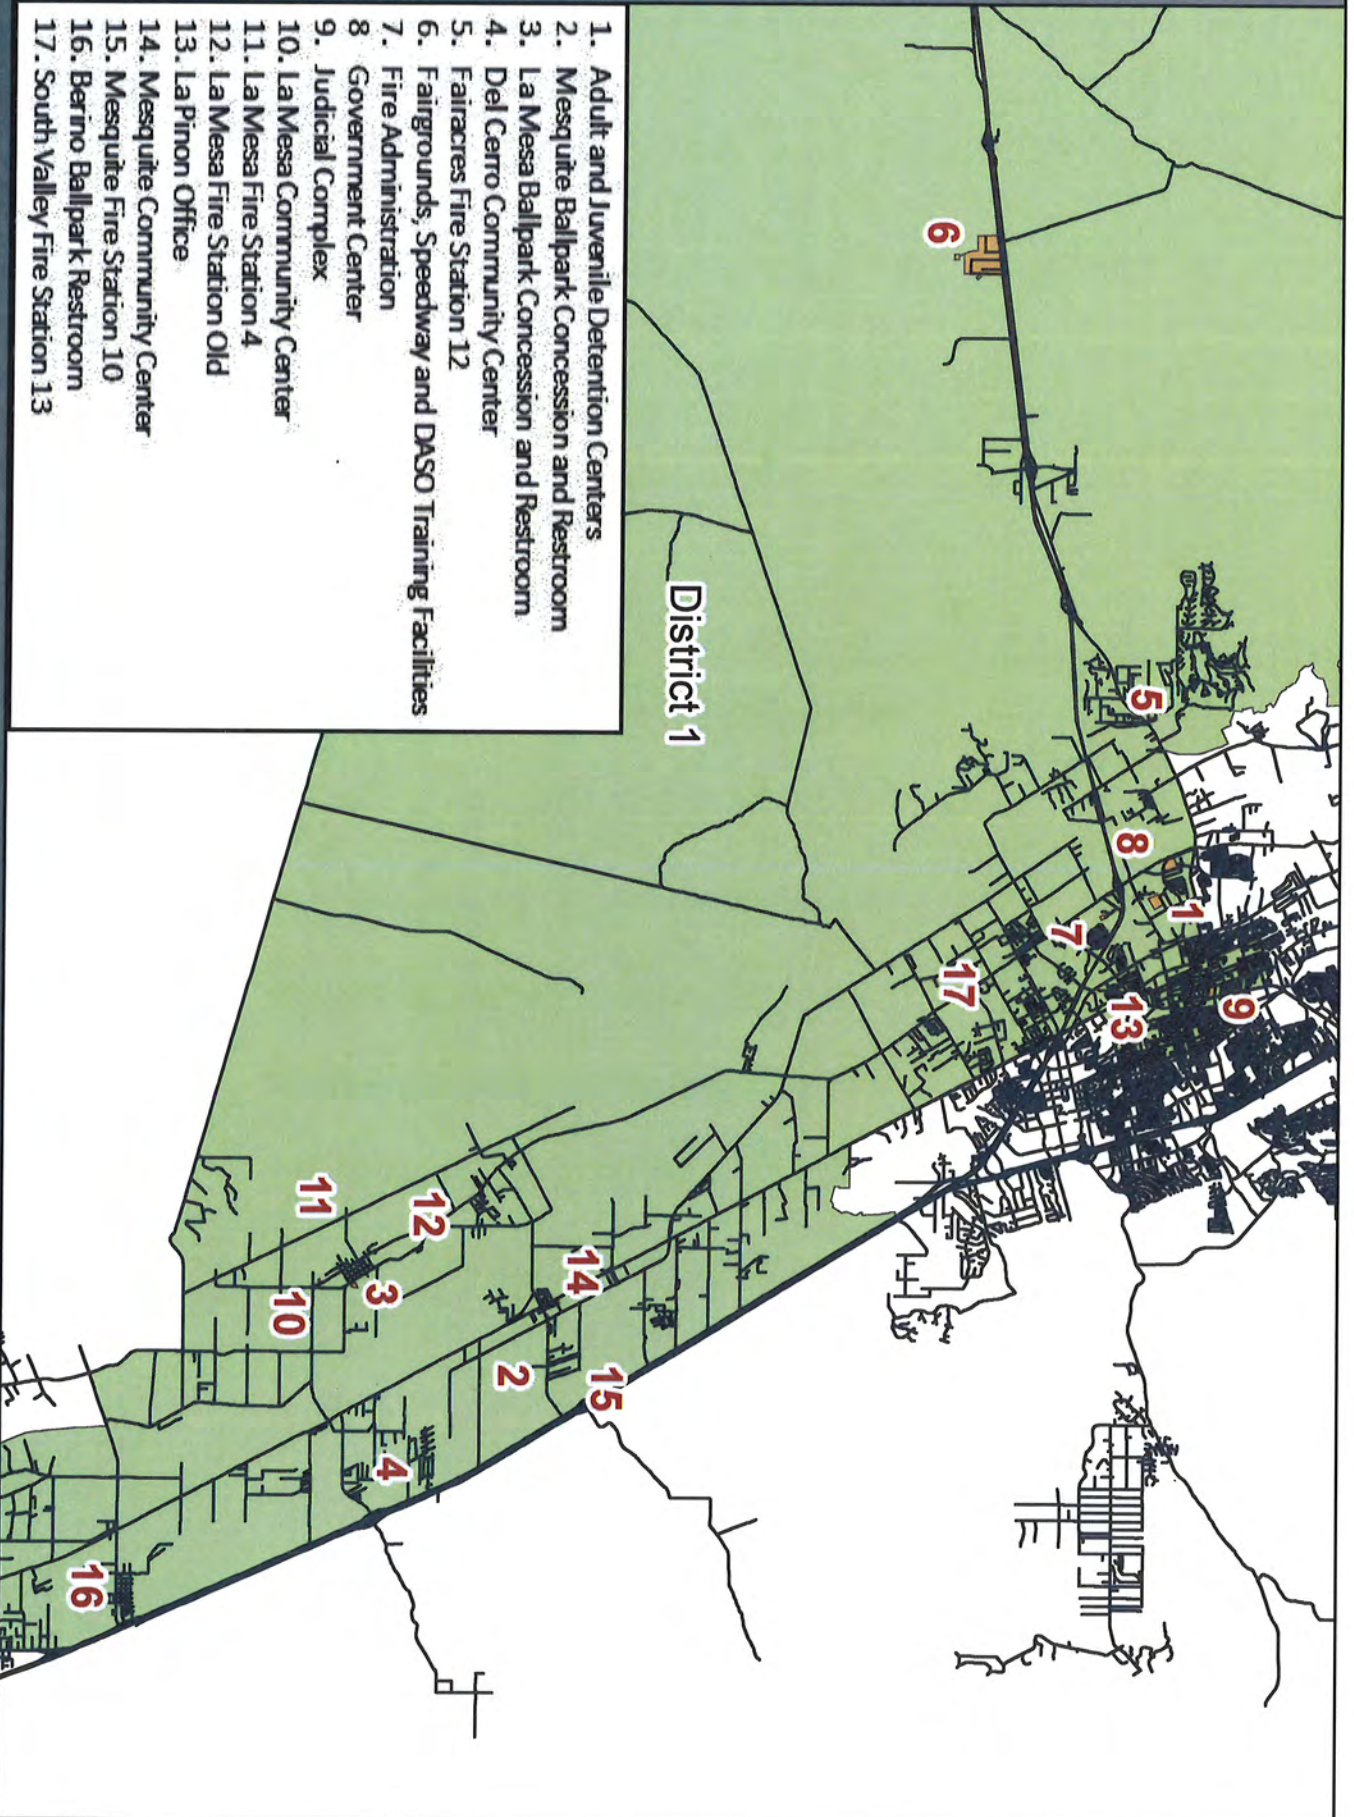 1. Adult and Juvenile Detention Centers
2. Mesquite Ballpark Concession and Restroom
3. La Mesa Ballpark Concession and Restroom
4. Del Cerro Community Center
5. Fairacres Fire Station 12
6. Fairgrounds, Speedway and DASO Training Facilities
7. Fire Administration
8 Government Center
9. Judicial Complex
10. La Mesa Community Center
11. La Mesa Fire Station 4
12. La Mesa Fire Station Old
13. La Pinon Office
14. Mesquite Community Center
15. Mesquite Fire Station 10
16. Berino Ballpark Restroom
17. South Valley Fire Station 13
District 1
9
1
5
8
13
7
17
6
15
14
2
12
4
3
11
10
16